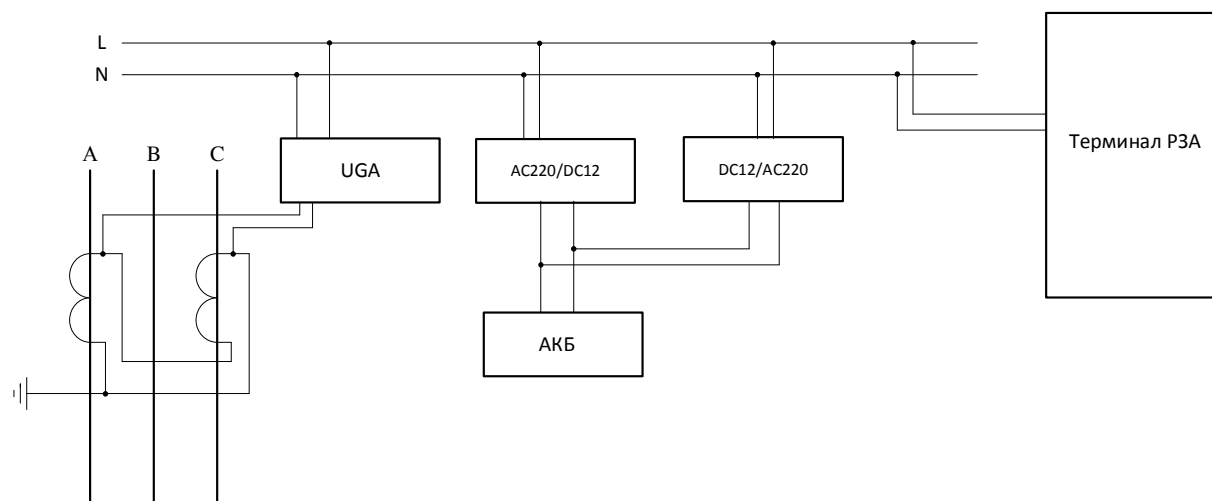 L
N
A
B
C
UGA
AC220/DC12
DC12/AC220
АКБ
Терминал РЗА